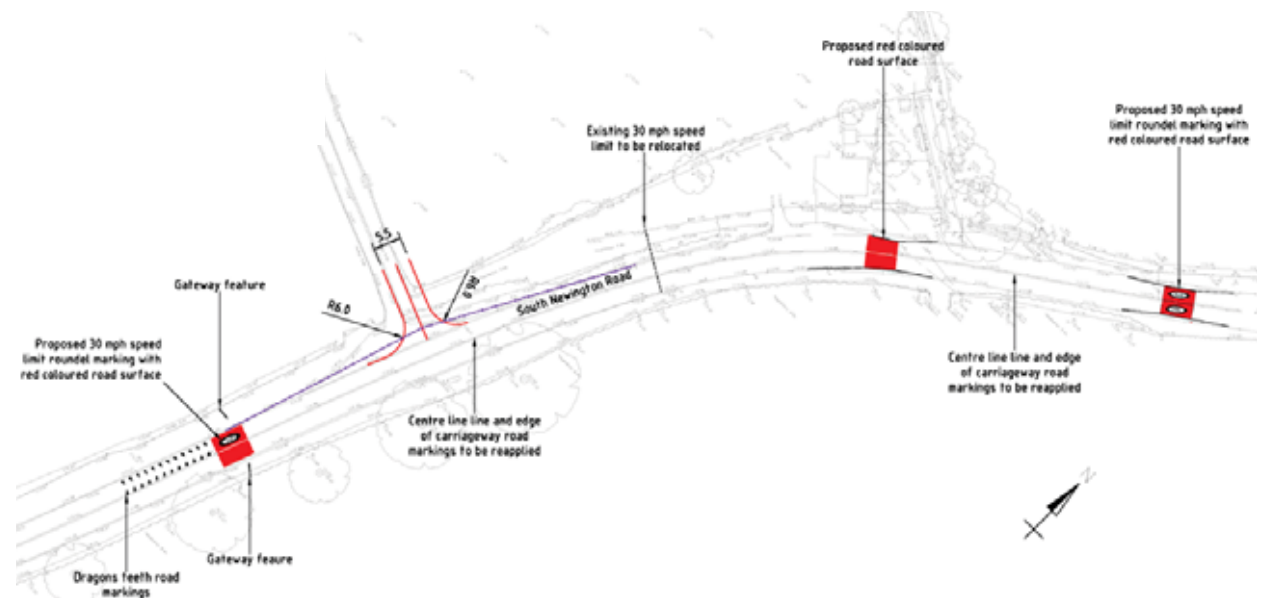 Proposed red coloured
road surface
Proposed 30 mph speed
limit roundel marking with
red coloured road surface
Existing 30 mph speed
limit to be relocated
5.5
R6.0
R6.0
South Newington Road
Gateway feature
Proposed 30 mph speed
limit roundel marking with
red coloured road surface
Centre line line and edge
of carriageway road
markings to be reapplied
Centre line line and edge
of carriageway road
markings to be reapplied
N
Gateway feaure
Dragons teeth road
markings